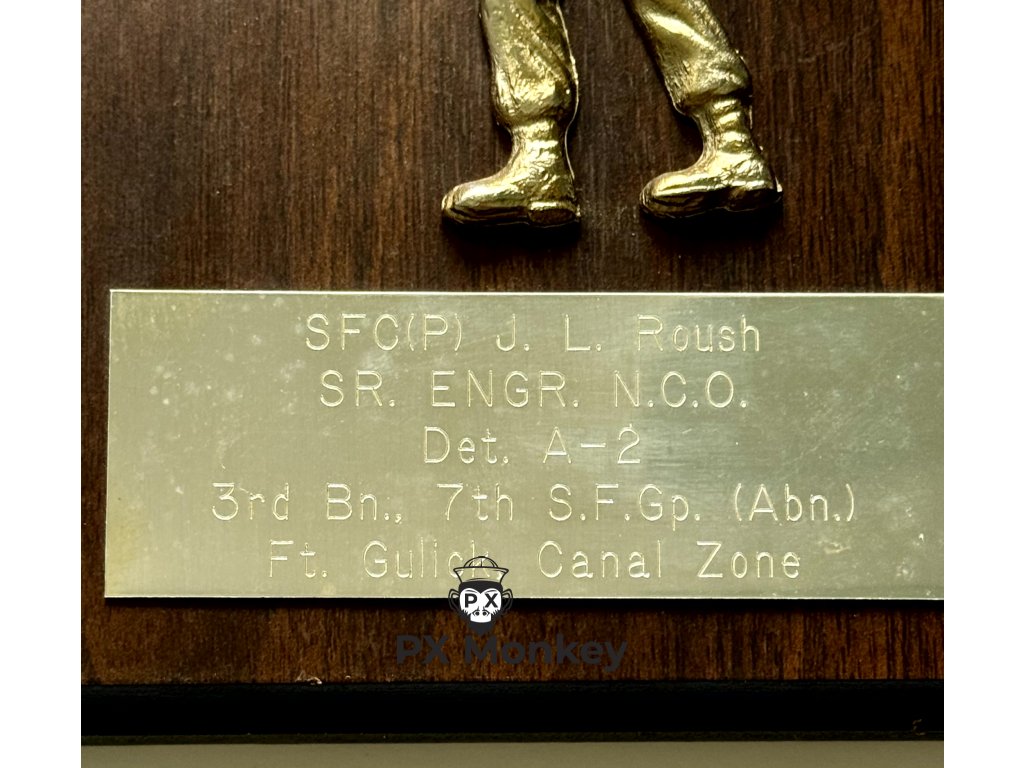 SFC(P) J. L. Roush
SR. ENGR. N.C.O.
Det. A-2
3rd Bn., 7th S.F.Gp. (Abn.)
Ft. Gulick, Canal Zone
PX
PX Monkey